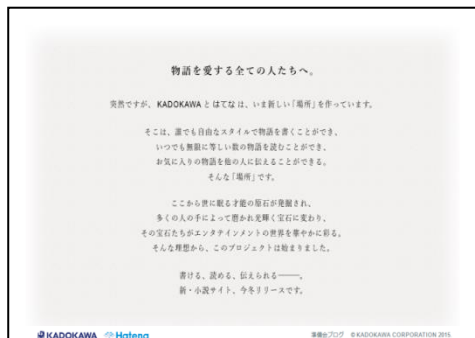 物語を愛する全ての人たちへ。
突然ですが、KADOKAWA と はてな は、いま新しい「場所」を作っています。
そこは、誰でも自由なスタイルで物語を書くことができ、
いつでも無限に等しい数の物語を読むことができ、
お気に入りの物語を他の人に伝えることができる。
そんな「場所」です。
ここから世に眠る才能の原石が発掘され、
多くの人の手によって磨かれ光輝く宝石に変わり、
その宝石たちがエンタテインメントの世界を華やかに彩る。
そんな理想から、このプロジェクトは始まりました。
書ける、読める、伝えられる———。
新・小説サイト、今冬リリースです。
KADOKAWA Hatena 準備台ブログ © KADOKAWA CORPORATION 2015